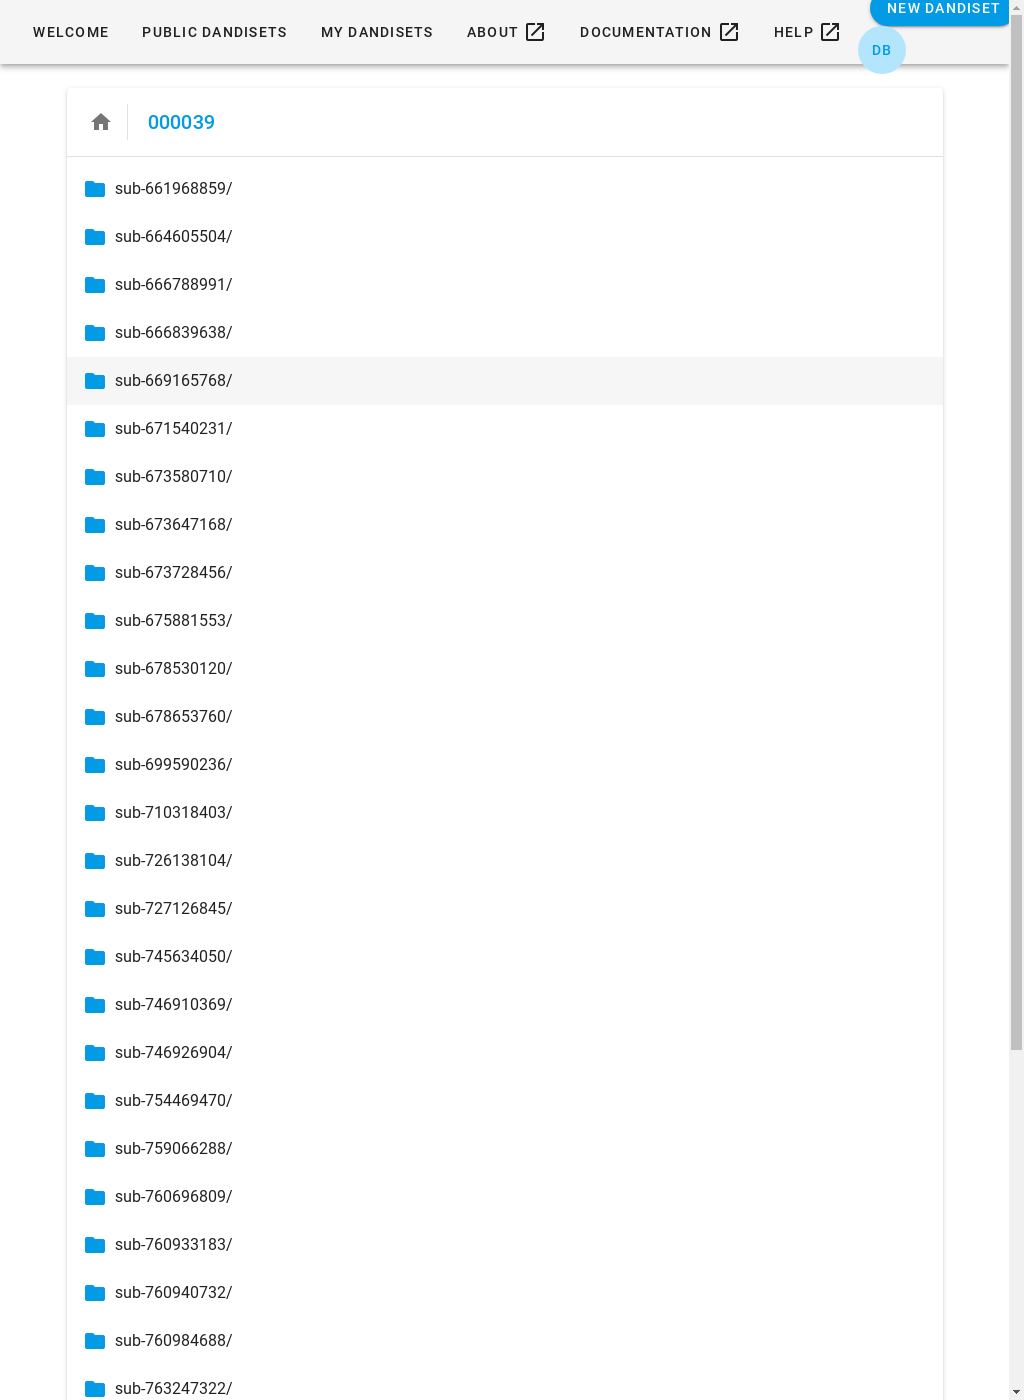 NEW DANDISET
WELCOME PUBLIC DANDISETS MY DANDISETS ABOUT DOCUMENTATION HELP
DB
000039
sub-661968859/
sub-664605504/
sub-666788991/
sub-666839638/
sub-669165768/
sub-671540231/
sub-673580710/
sub-673647168/
sub-673728456/
sub-675881553/
sub-678530120/
sub-678653760/
sub-699590236/
sub-710318403/
sub-726138104/
sub-727126845/
sub-745634050/
sub-746910369/
sub-746926904/
sub-754469470/
sub-759066288/
sub-760696809/
sub-760933183/
sub-760940732/
sub-760984688/
sub-763247322/